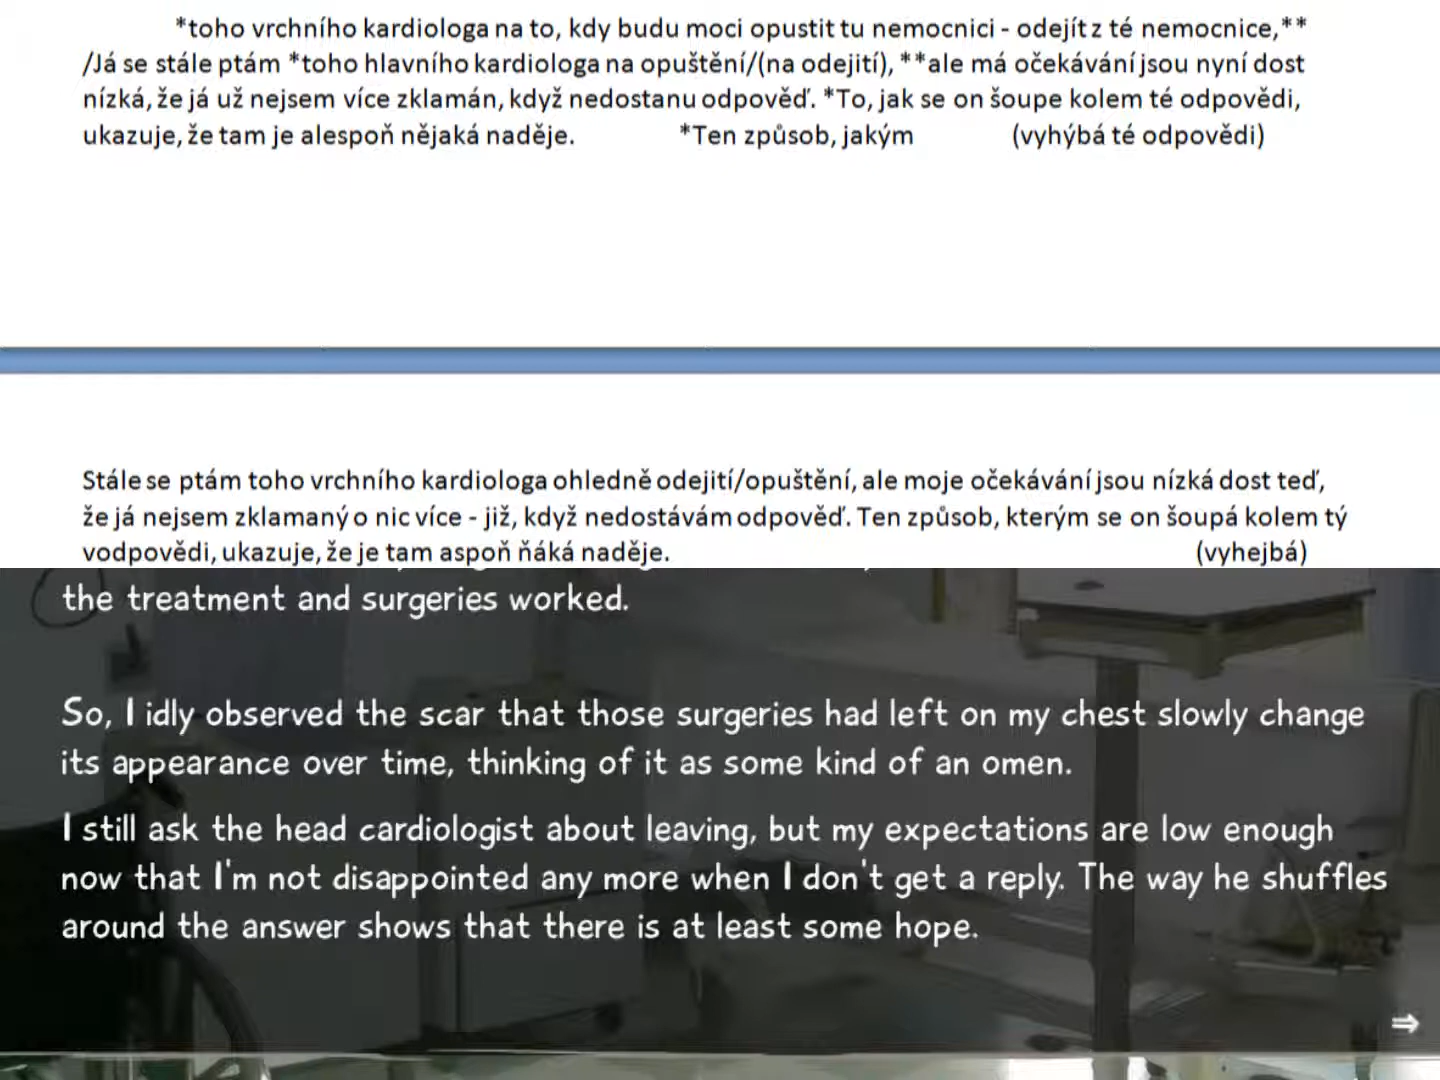 *toho vrchního kardiologa na to, kdy budu moci opustit tu nemocnici - odejít z té nemocnice,**
/Já se stále ptám *toho hlavního kardiologa na opuštění/(na odejití), **ale má očekávání jsou nyní dost
nízká, že já už nejsem více zklamán, když nedostanu odpověď. *To, jak se on šoupe kolem té odpovědi,
ukazuje, že tam je alespoň nějaká naděje. *Ten způsob, jakým (vyhýbá té odpovědi)
Stále se ptám toho vrchního kardiologa ohledně odejití/opuštění, ale moje očekávání jsou nízká dost teď,
že já nejsem zklamaný o nic více - již, když nedostávám odpověď. Ten způsob, kterým se on šoupá kolem tý
vodpovědi, ukazuje, že je tam aspoň ňáká naděje. (vyhejbá)
the treatment and surgeries worked.
So, I idly observed the scar that those surgeries had left on my chest slowly change
its appearance over time, thinking of it as some kind of an omen.
I still ask the head cardiologist about leaving, but my expectations are low enough
now that I'm not disappointed any more when I don't get a reply. The way he shuffles
around the answer shows that there is at least some hope.